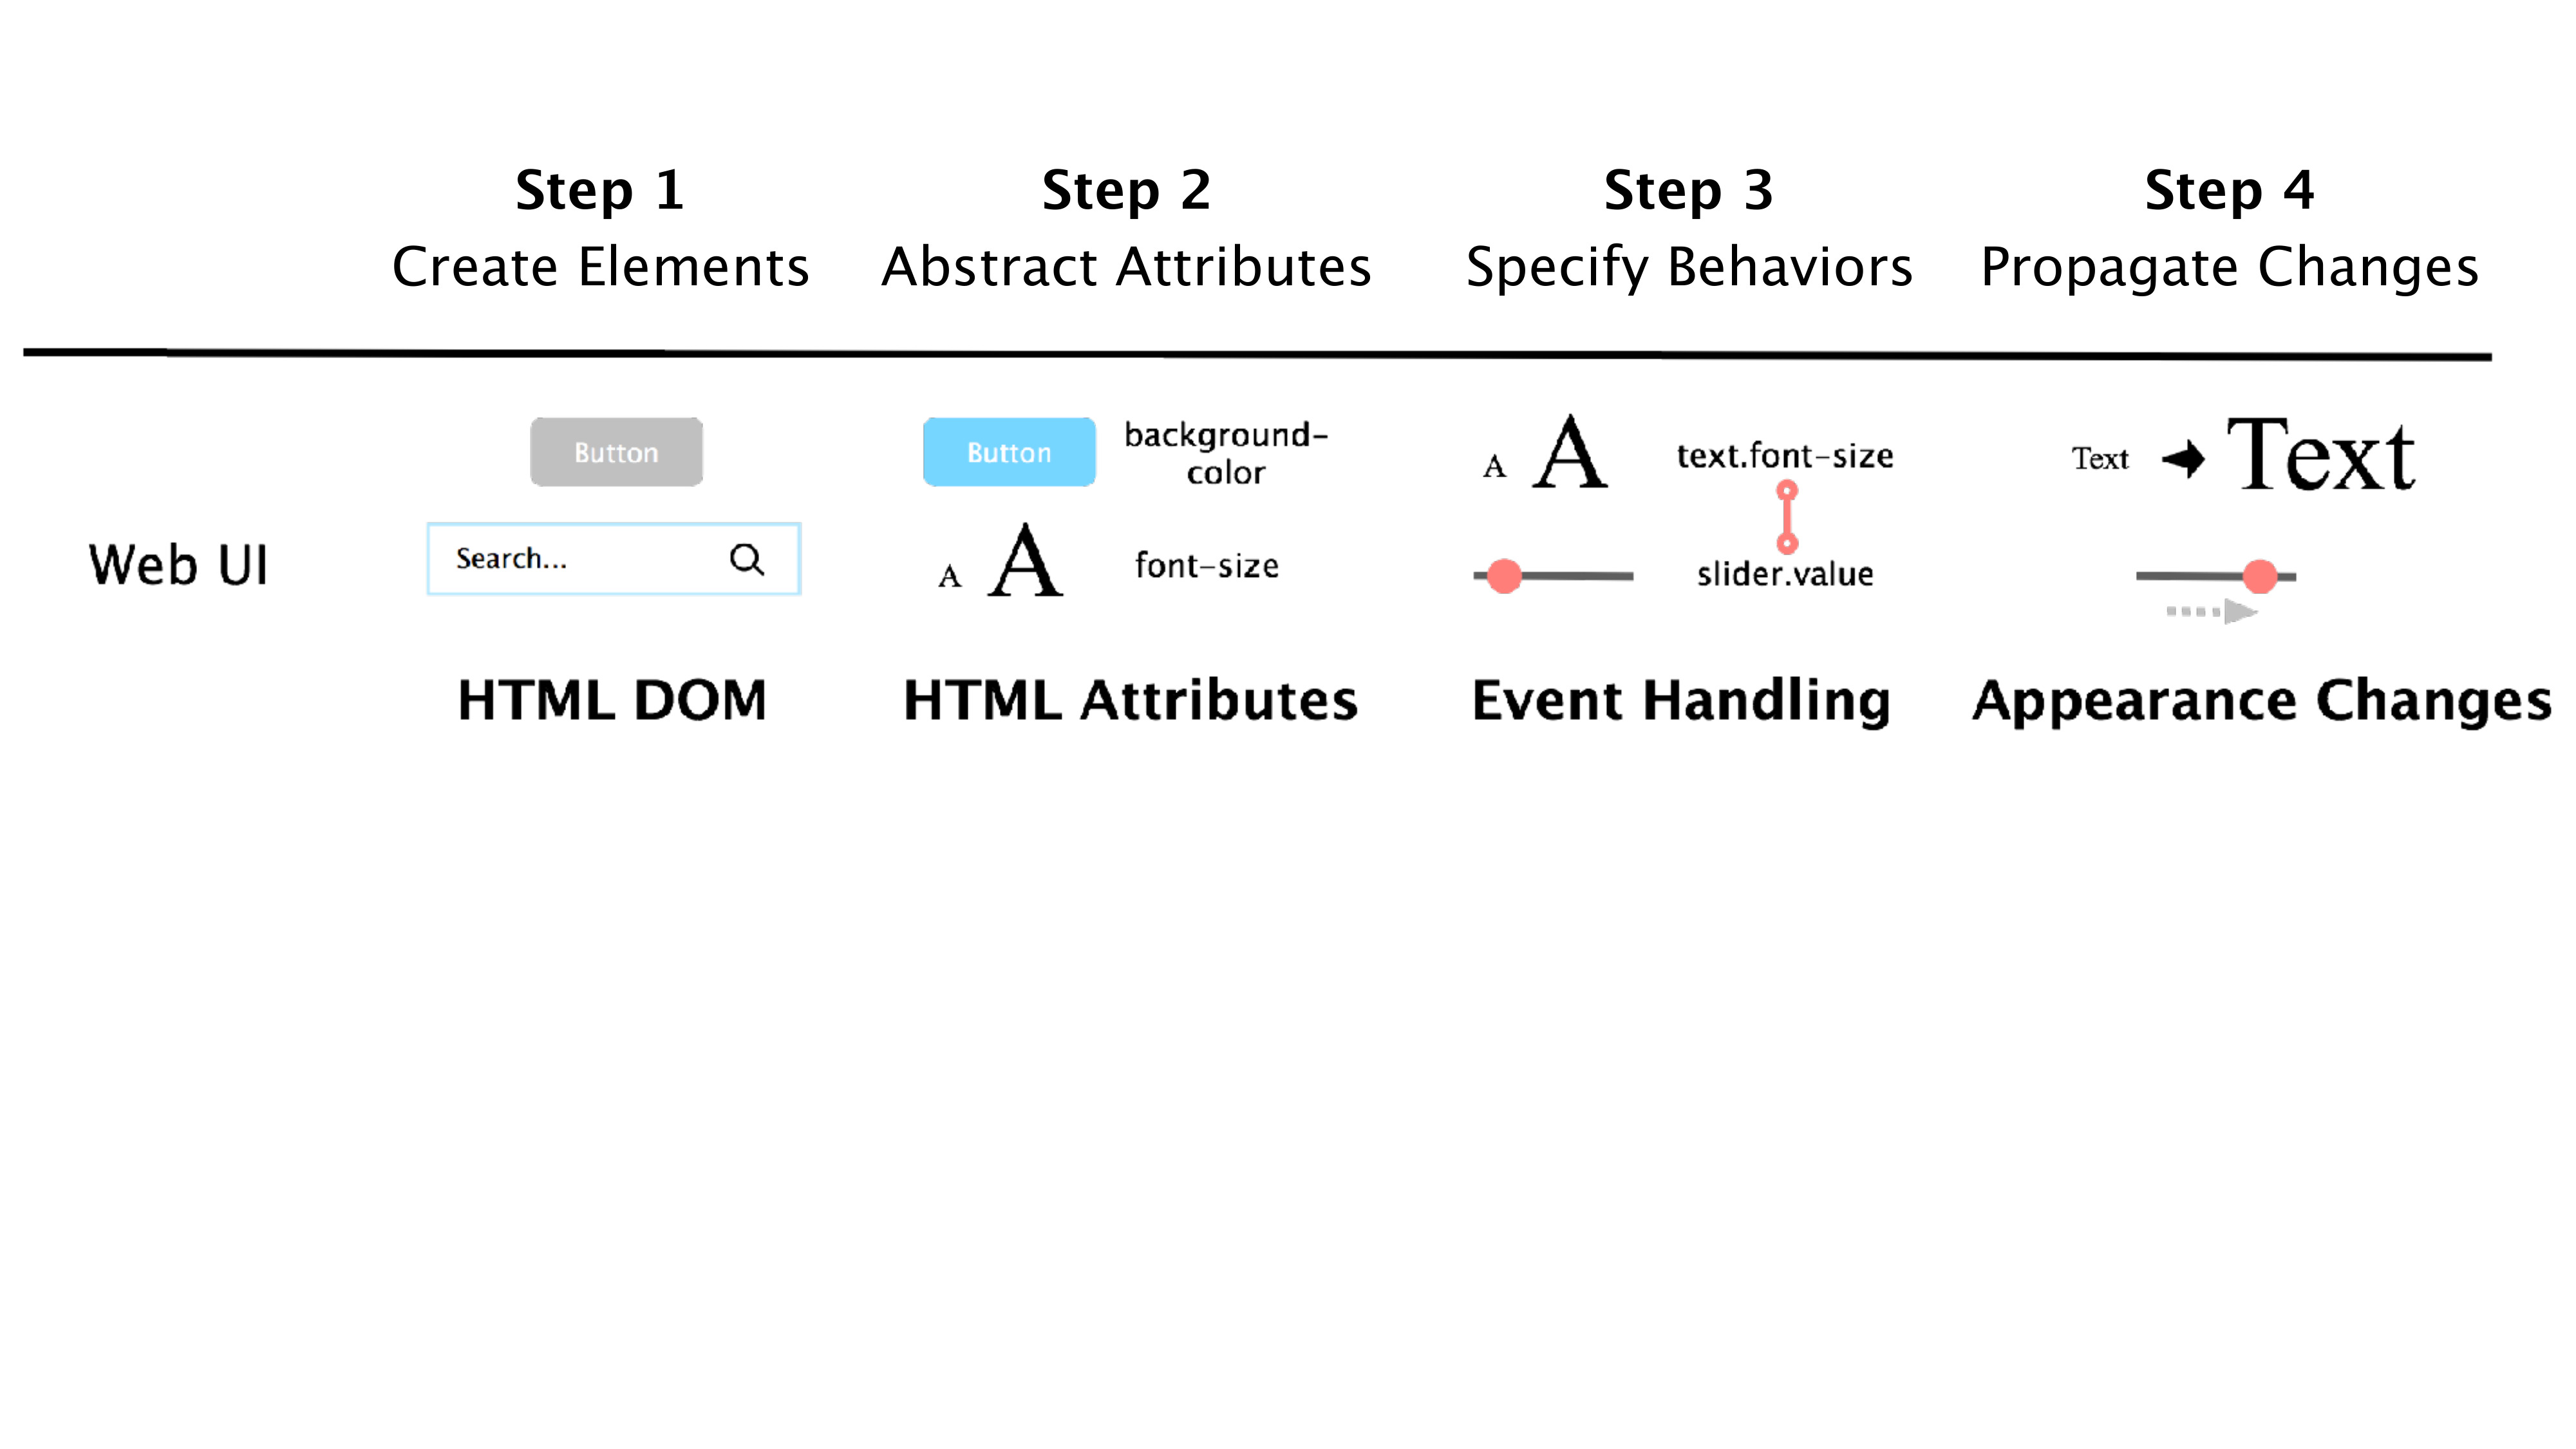 Step 1
Create Elements
Step 2
Abstract Attributes
Step 3
Specify Behaviors
Step 4
Propagate Changes
Web UI
Button
Search...
HTML DOM
Button
background-
color
A A
font-size
HTML Attributes
A A
text.font-size
slider.value
Event Handling
Text Text
Appearance Changes